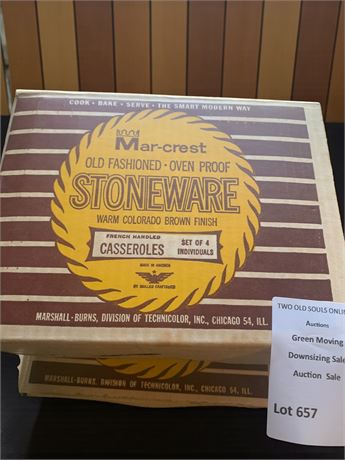 COOK • BAKE • SERVE • THE SMART MODERN WAY
Mar-crest
OLD FASHIONED • OVEN PROOF
STONEWARE
WARM COLORADO BROWN FINISH
FRENCH HANDLED
CASSEROLES
SET OF 4
INDIVIDUALS
MADE IN AMERICA
BY SKILLED CRAFTSMEN
MARSHALL-BURNS, DIVISION OF TECHNICOLOR, INC., CHICAGO 54, ILL.
MARSHALL-BURNS, DIVISION OF TECHNICOLOR, INC., CHICAGO 54, ILL.
TWO OLD SOULS ONLI
Auctions
Green Moving
Downsizing Sale
Auction Sale
Lot 657